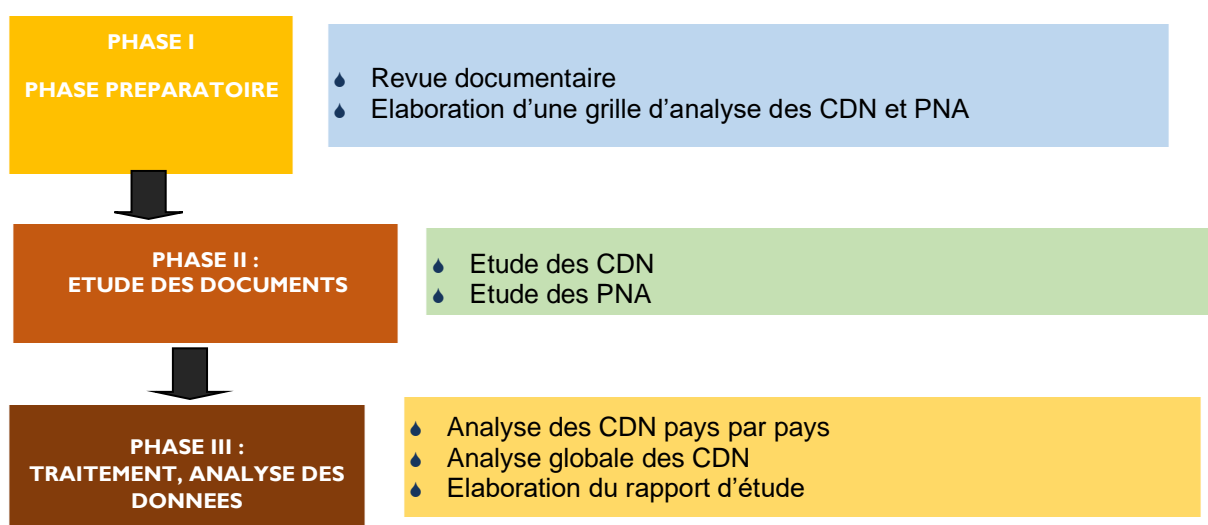 PHASE I
PHASE PREPARATOIRE
Revue documentaire
Elaboration d’une grille d’analyse des CDN et PNA
PHASE II :
ETUDE DES DOCUMENTS
Etude des CDN
Etude des PNA
PHASE III :
TRAITEMENT, ANALYSE DES
DONNEES
Analyse des CDN pays par pays
Analyse globale des CDN
Elaboration du rapport d’étude